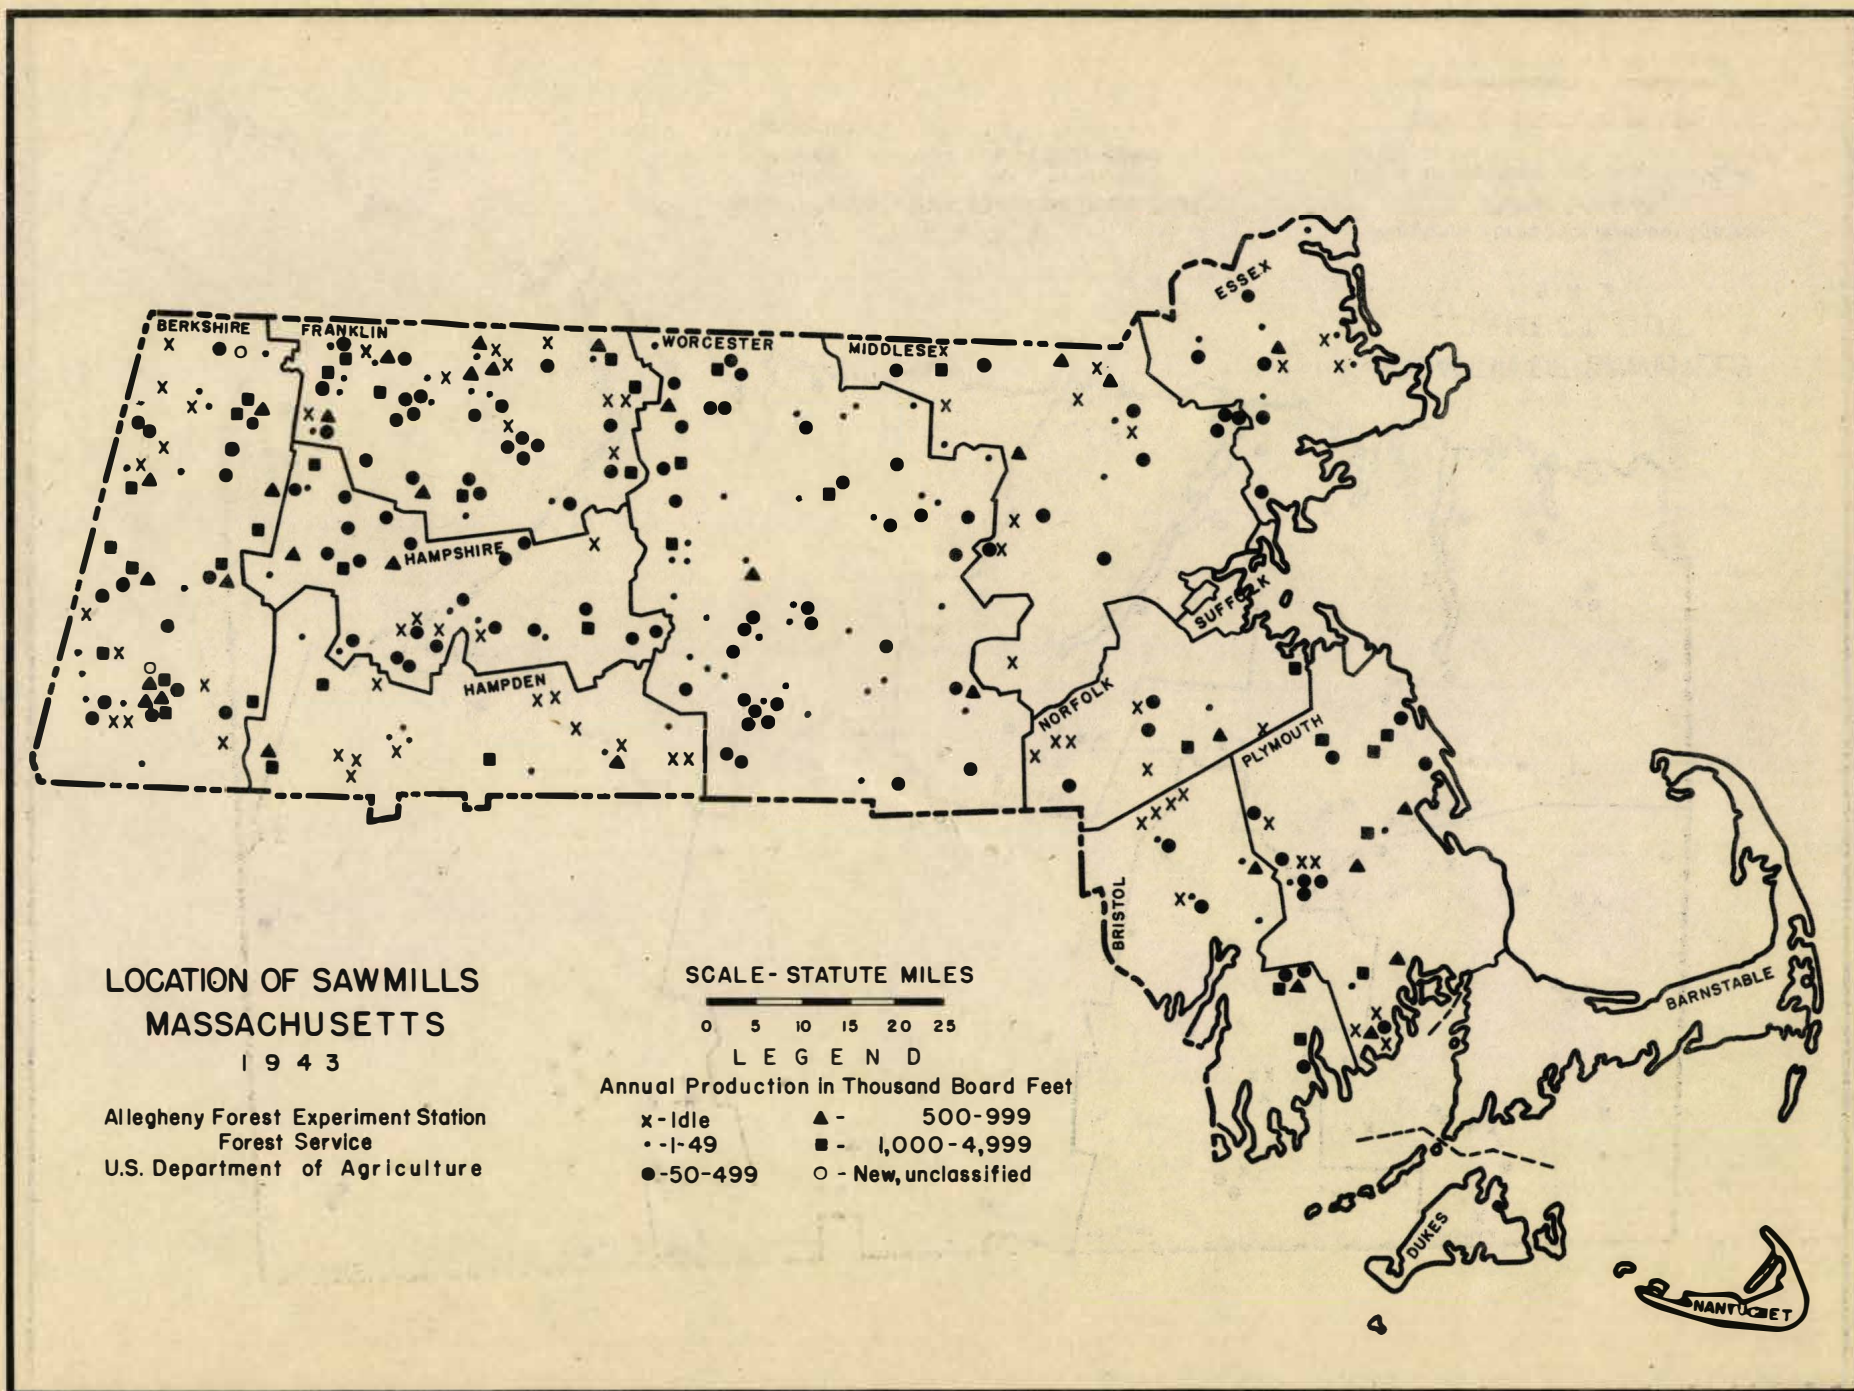 BERKSHIRE
FRANKLIN
WORCESTER
MIDDLESEX
ESSEX
HAMPSHIRE
SUFFOLK
HAMPDEN
NORFOLK
PLYMOUTH
BRISTOL
BARNSTABLE
DUKES
NANTUCKET
LOCATION OF SAWMILLS
MASSACHUSETTS
1943
Allegheny Forest Experiment Station
Forest Service
U.S. Department of Agriculture
SCALE - STATUTE MILES
0 5 10 15 20 25
LEGEND
Annual Production in Thousand Board Feet
x - Idle ▲ - 500-999
• - 1-49 ■ - 1,000-4,999
● - 50-499 ○ - New, unclassified